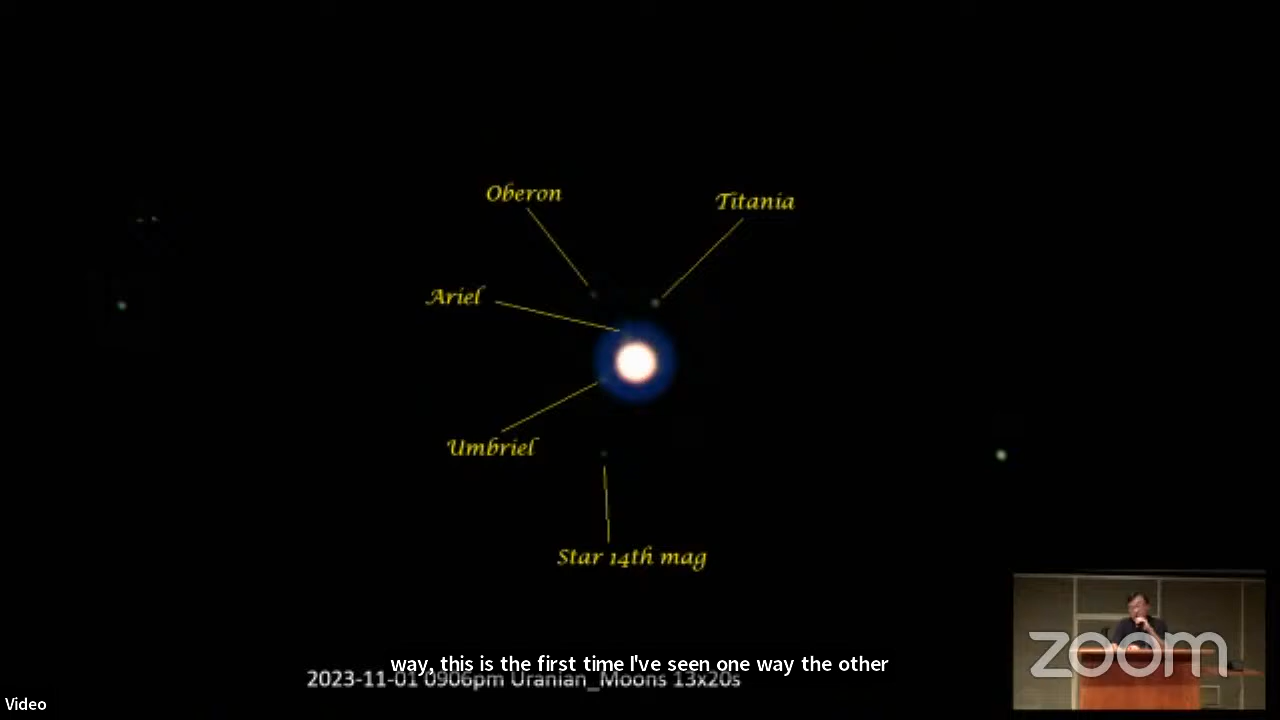 Oberon
Titania
Ariel
Umbriel
Star 14th mag
way, this is the first time I've seen one way the other
2023-11-01 0906pm Uranian_Moons 13x20s
zoom
Video